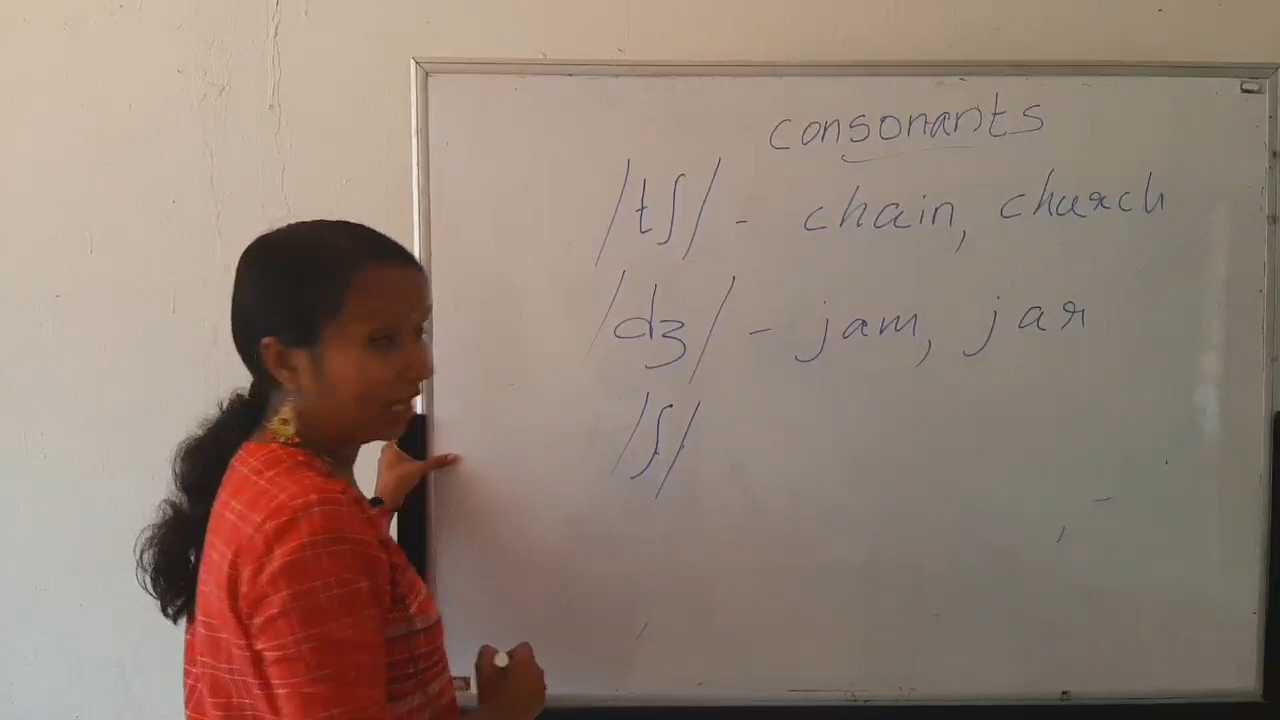 consonants
/tʃ/ - chain, church
/dʒ/ - jam, jar
/ʃ/